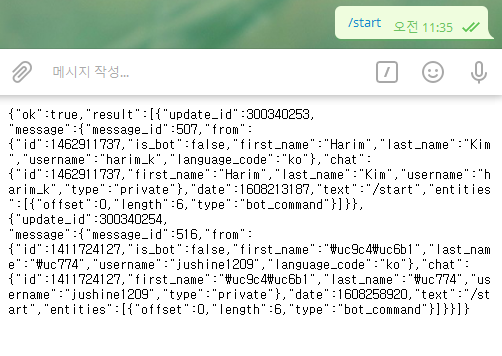 /start 오전 11:35
메시지 작성...
{"ok":true,"result":[{"update_id":300340253,
"message":{"message_id":507,"from":
{"id":1462911737,"is_bot":false,"first_name":"Harim","last_name":"Kim
","username":"harim_k","language_code":"ko"},"chat":
{"id":1462911737,"first_name":"Harim","last_name":"Kim","username":"h
arim_k","type":"private"},"date":1608213187,"text":"/start","entities
":[{"offset":0,"length":6,"type":"bot_command"}]}},
{"update_id":300340254,
"message":{"message_id":516,"from":
{"id":1411724127,"is_bot":false,"first_name":"₩uc9c4₩uc6b1","last_nam
e":"₩uc774","username":"jushine1209","language_code":"ko"},"chat":
{"id":1411724127,"first_name":"₩uc9c4₩uc6b1","last_name":"₩uc774","us
ername":"jushine1209","type":"private"},"date":1608258920,"text":"/st
art","entities":[{"offset":0,"length":6,"type":"bot_command"}]}}]}